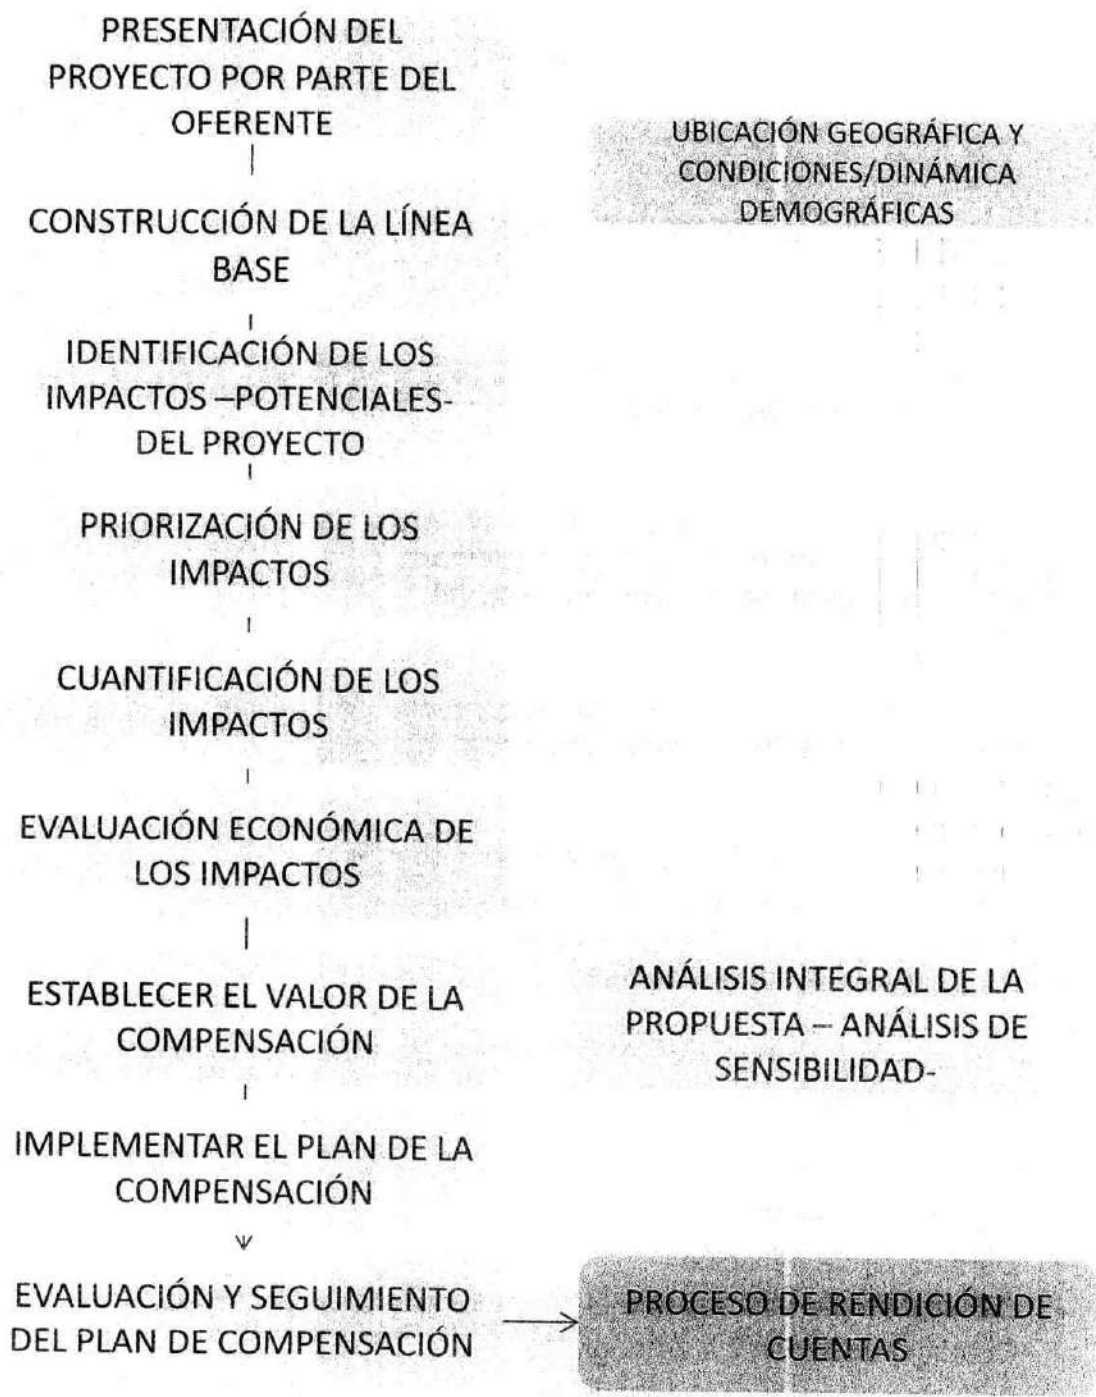 PRESENTACIÓN DEL
PROYECTO POR PARTE DEL
OFERENTE
UBICACIÓN GEOGRÁFICA Y
CONDICIONES/DINÁMICA
DEMOGRÁFICAS
CONSTRUCCIÓN DE LA LÍNEA
BASE
IDENTIFICACIÓN DE LOS
IMPACTOS –POTENCIALES-
DEL PROYECTO
PRIORIZACIÓN DE LOS
IMPACTOS
CUANTIFICACIÓN DE LOS
IMPACTOS
EVALUACIÓN ECONÓMICA DE
LOS IMPACTOS
ESTABLECER EL VALOR DE LA
COMPENSACIÓN
ANÁLISIS INTEGRAL DE LA
PROPUESTA – ANÁLISIS DE
SENSIBILIDAD-
IMPLEMENTAR EL PLAN DE LA
COMPENSACIÓN
EVALUACIÓN Y SEGUIMIENTO
DEL PLAN DE COMPENSACIÓN
PROCESO DE RENDICIÓN DE
CUENTAS